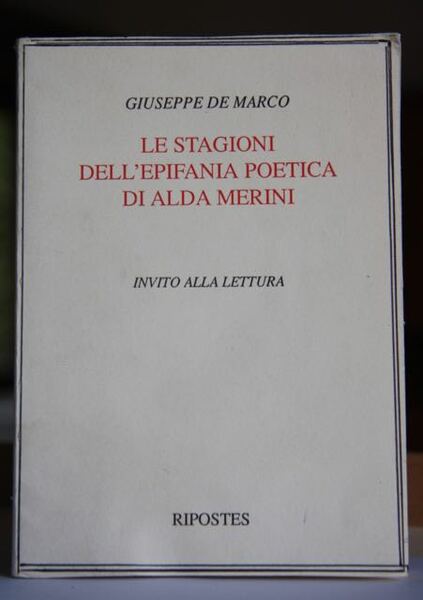 GIUSEPPE DE MARCO
LE STAGIONI
DELL'EPIFANIA POETICA
DI ALDA MERINI
INVITO ALLA LETTURA
RIPOSTES